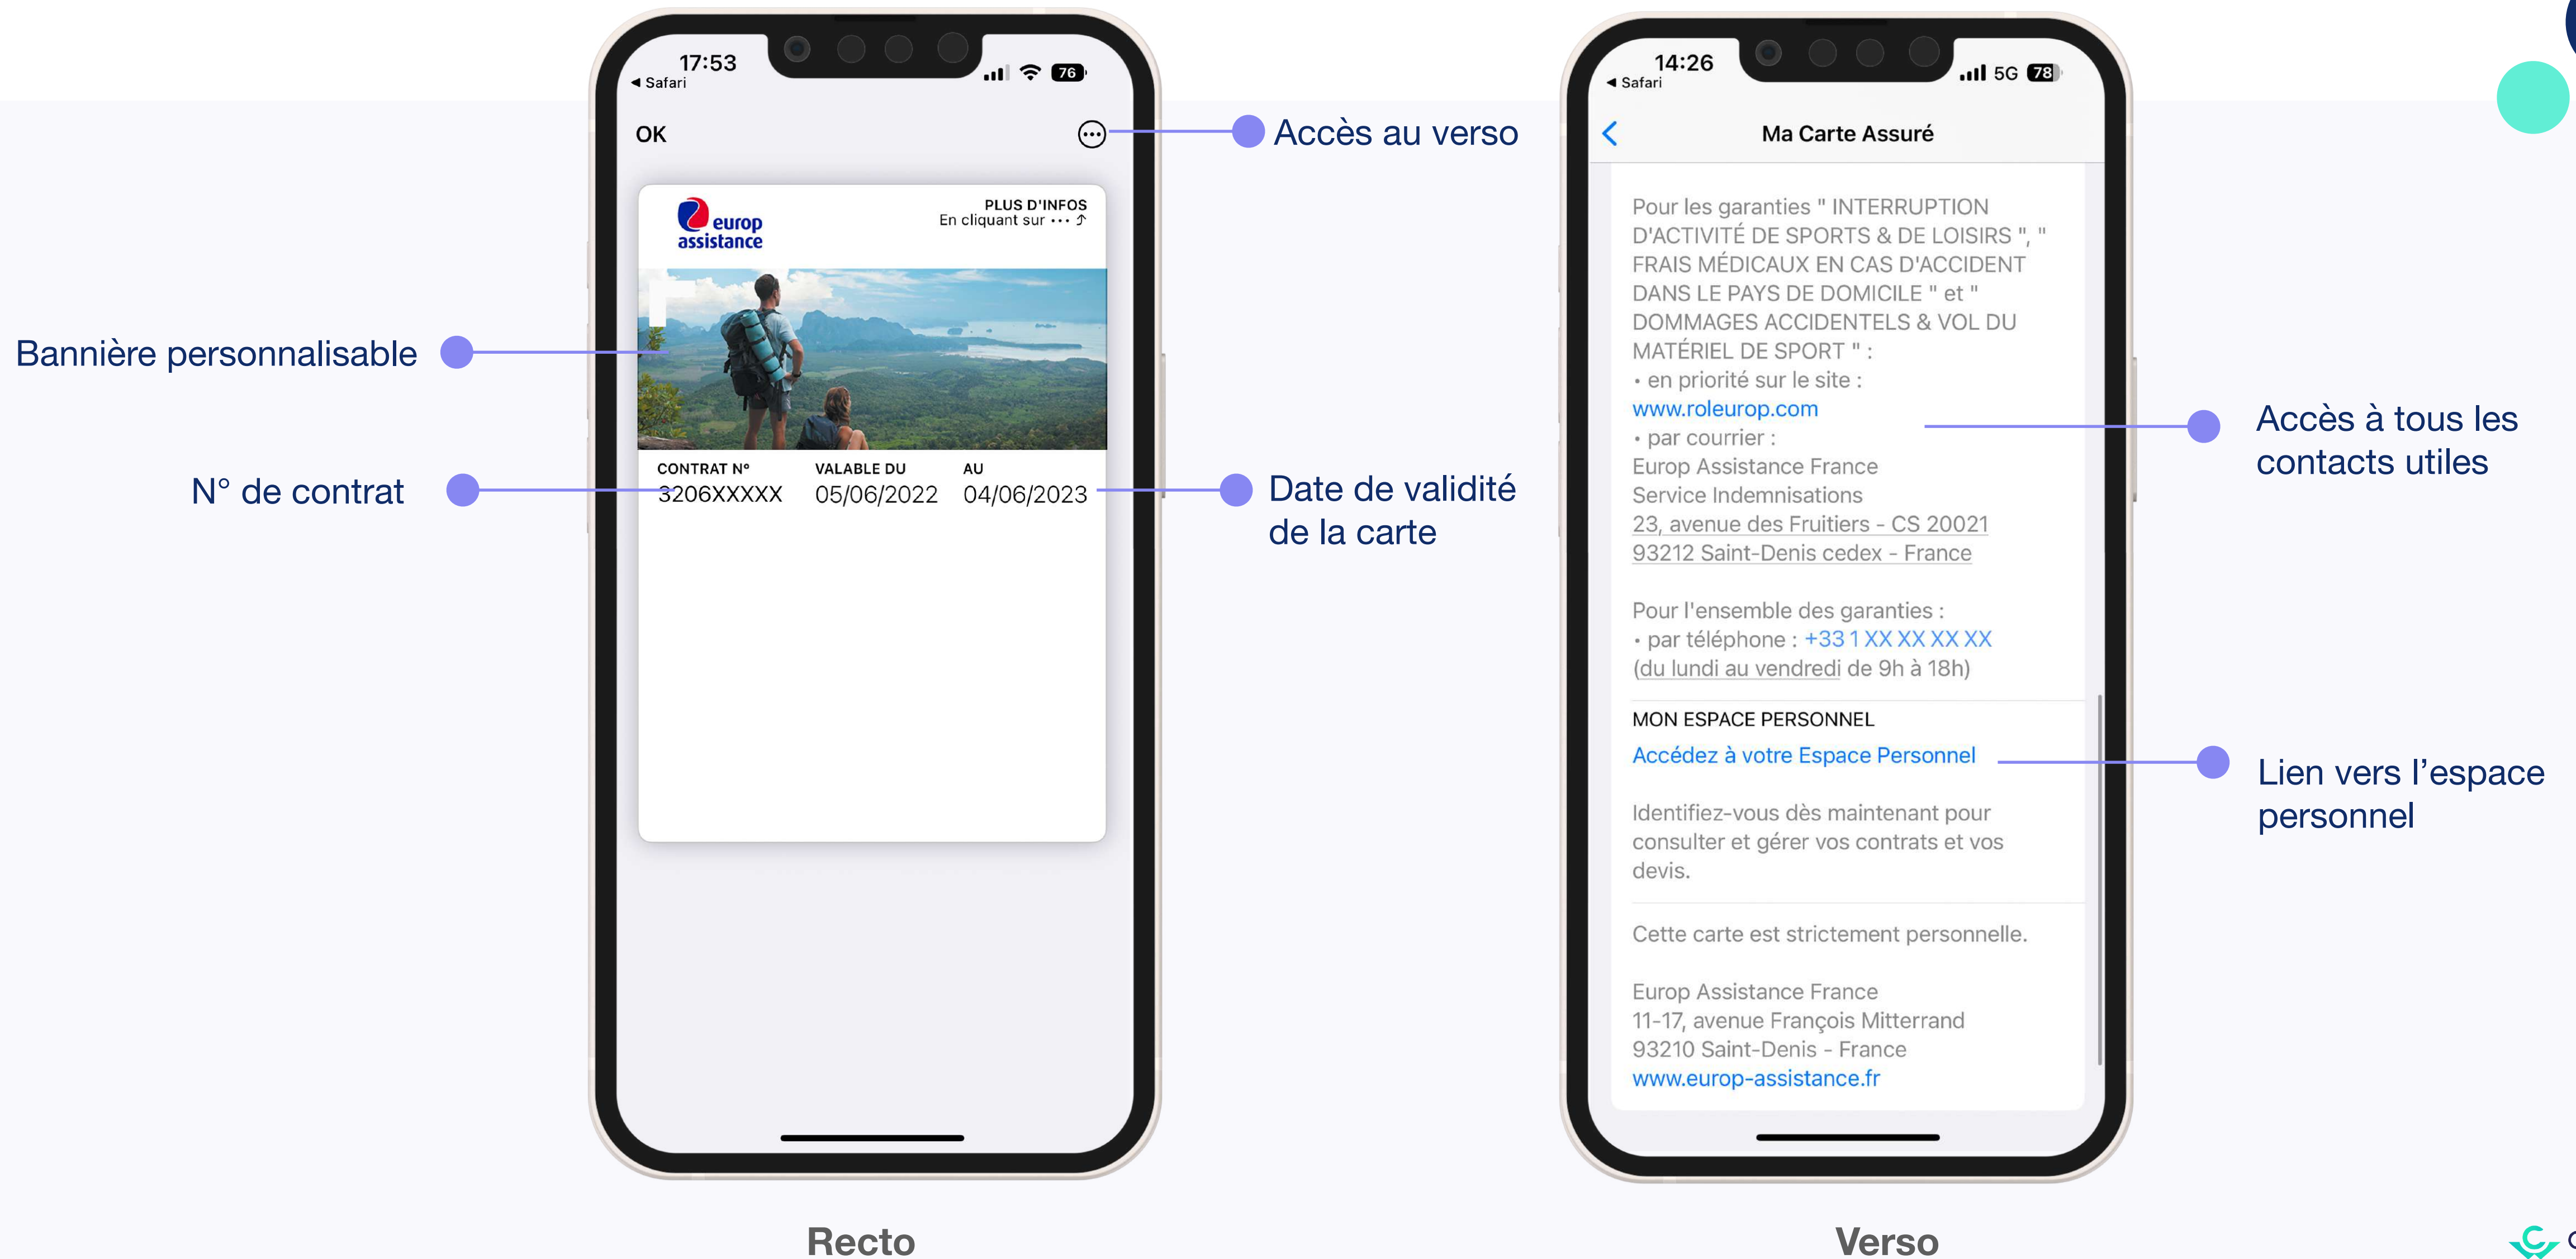 17:53
◀ Safari
76
OK
europ
assistance
PLUS D'INFOS
En cliquant sur ••• ⤴
CONTRAT N°
3206XXXXX
VALABLE DU
05/06/2022
AU
04/06/2023
Bannière personnalisable
N° de contrat
Accès au verso
Date de validité
de la carte
Recto
14:26
◀ Safari
5G 78
Ma Carte Assuré
Pour les garanties " INTERRUPTION
D'ACTIVITÉ DE SPORTS & DE LOISIRS ", "
FRAIS MÉDICAUX EN CAS D'ACCIDENT
DANS LE PAYS DE DOMICILE " et "
DOMMAGES ACCIDENTELS & VOL DU
MATÉRIEL DE SPORT " :
• en priorité sur le site :
www.roleurop.com
• par courrier :
Europ Assistance France
Service Indemnisations
23, avenue des Fruitiers - CS 20021
93212 Saint-Denis cedex - France
Pour l'ensemble des garanties :
• par téléphone : +33 1 XX XX XX XX
(du lundi au vendredi de 9h à 18h)
MON ESPACE PERSONNEL
Accédez à votre Espace Personnel
Identifiez-vous dès maintenant pour
consulter et gérer vos contrats et vos
devis.
Cette carte est strictement personnelle.
Europ Assistance France
11-17, avenue François Mitterrand
93210 Saint-Denis - France
www.europ-assistance.fr
Accès à tous les
contacts utiles
Lien vers l'espace
personnel
Verso